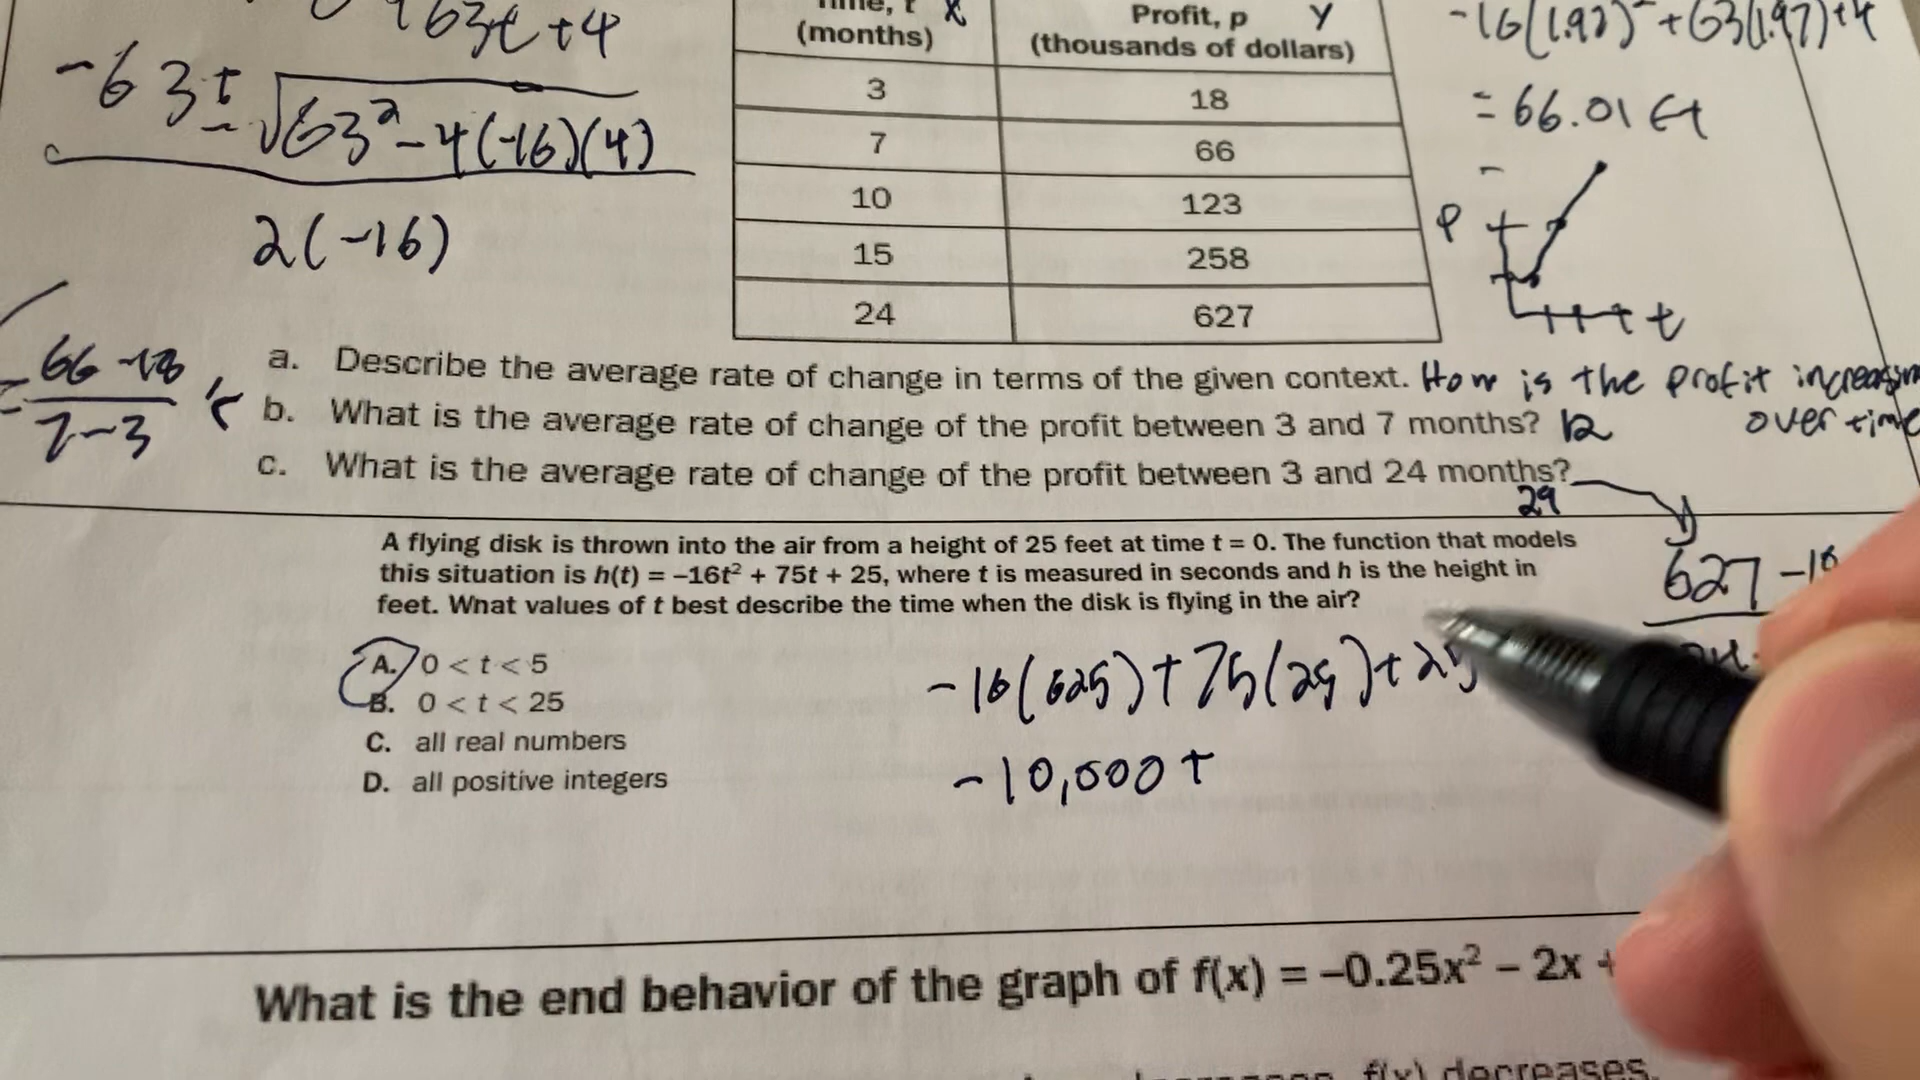 63t + 4
-63 ± √63² - 4(-16)(4)
2(-16)
x
Profit, p y
(months) (thousands of dollars)
3 18
7 66
10 123
15 258
24 627
+ 63(1.97) + 4
= 66.01 ft
P
t
= 66 - 18
7 - 3
a. Describe the average rate of change in terms of the given context. How is the profit increasing
over time
b. What is the average rate of change of the profit between 3 and 7 months? 12
c. What is the average rate of change of the profit between 3 and 24 months?
29
627 - 18
A flying disk is thrown into the air from a height of 25 feet at time t = 0. The function that models
this situation is h(t) = –16t² + 75t + 25, where t is measured in seconds and h is the height in
feet. What values of t best describe the time when the disk is flying in the air?
A. 0 < t < 5
B. 0 < t < 25
C. all real numbers
D. all positive integers
-16(625) + 75(25) + 25
-10,000 +
What is the end behavior of the graph of f(x) = –0.25x² – 2x +
f(x) decreases.